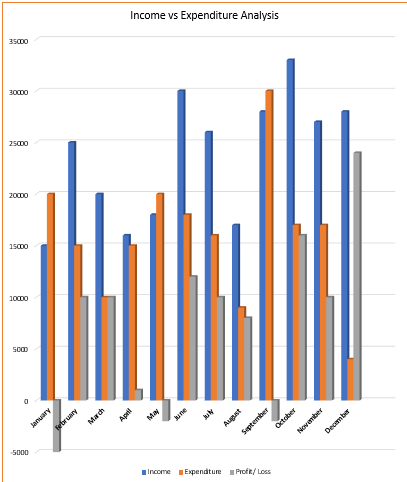 Income vs Expenditure Analysis
35000
30000
25000
20000
15000
10000
5000
0
-5000
January
February
March
April
May
June
July
August
September
October
November
December
Income
Expenditure
Profit/ Loss